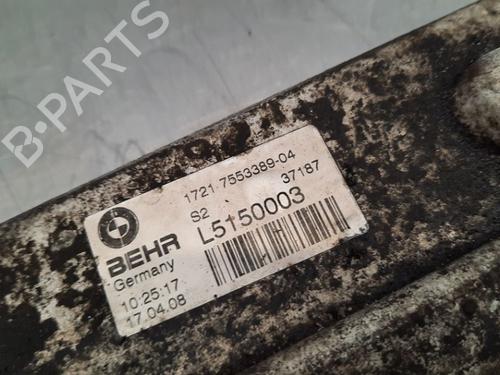 B-PARTS
1721 7553389-04
S2 37187
L5150003
BEHR
Germany
10:25:17
17.04.08